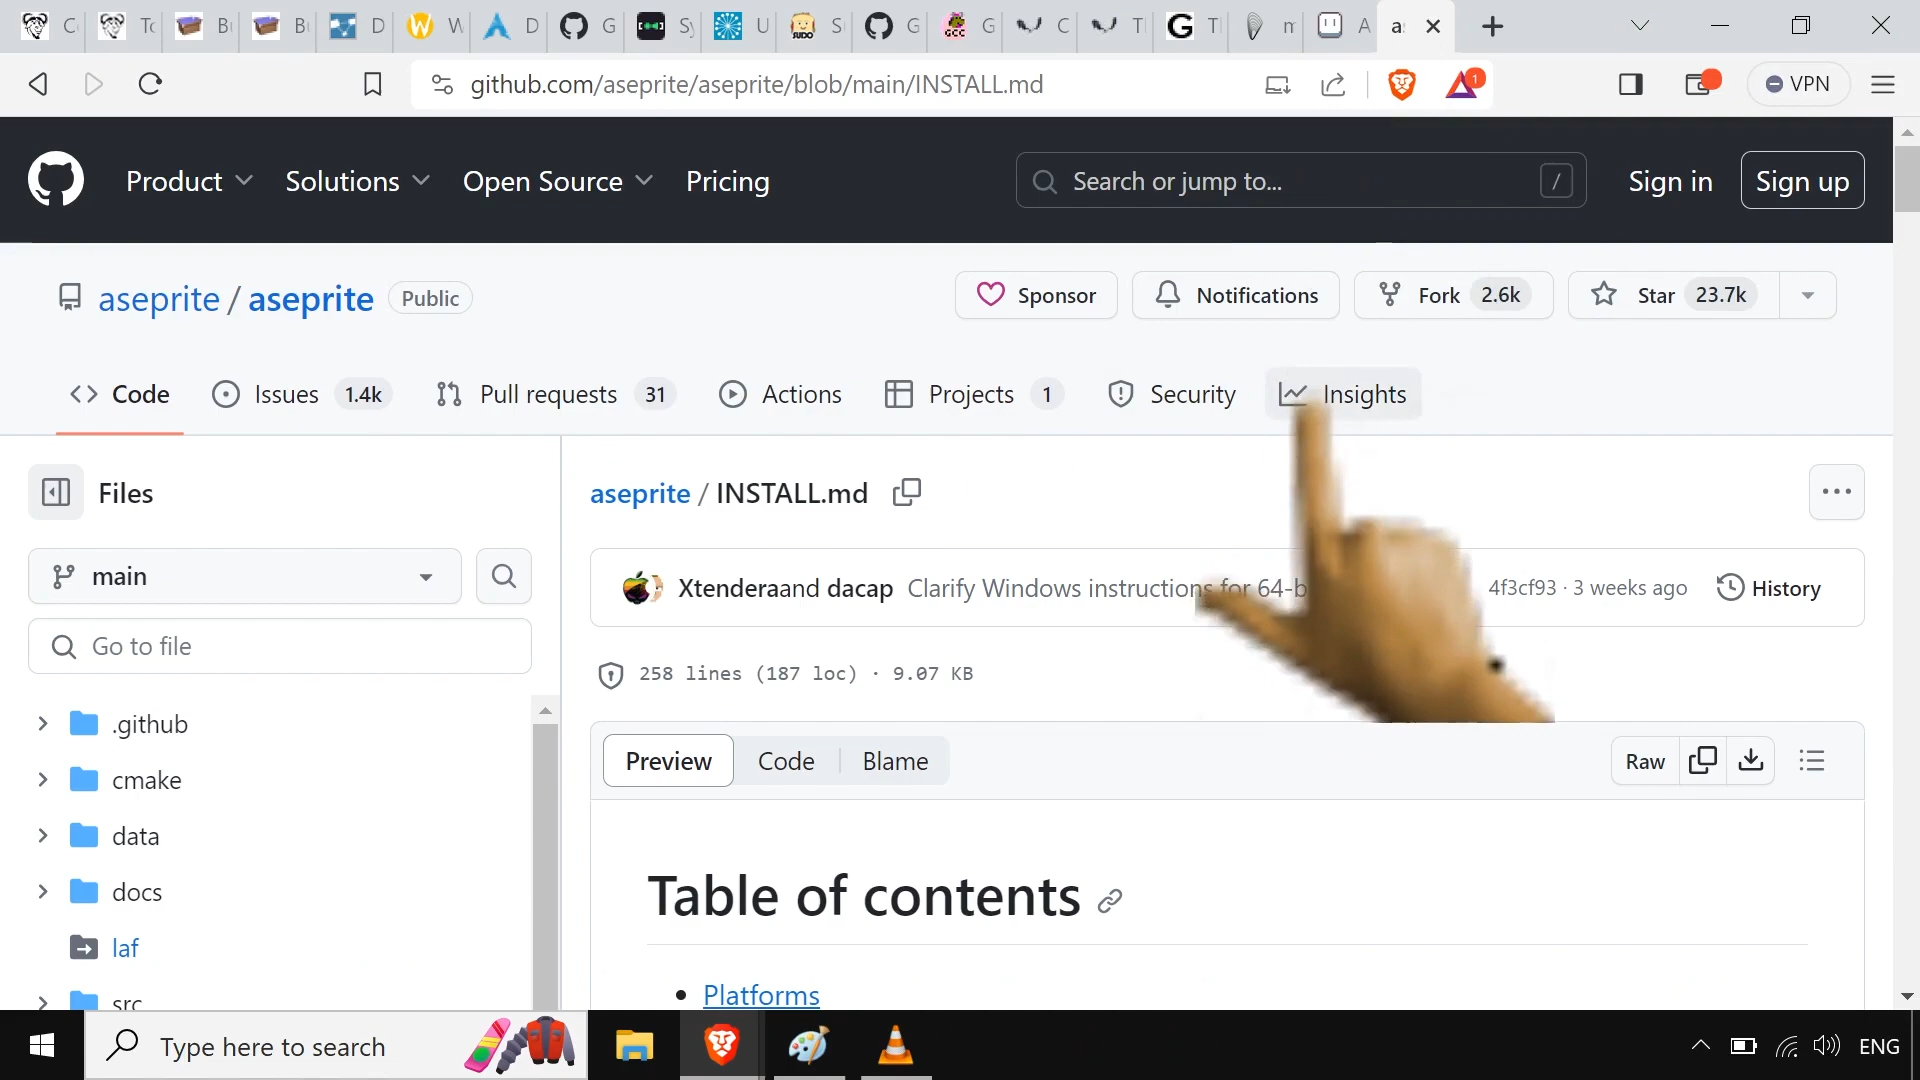 C
To
B
B
D
W
D
G
S
U
S
G
G
C
T
T
m
A
a
github.com/aseprite/aseprite/blob/main/INSTALL.md
1
VPN
Product
Solutions
Open Source
Pricing
Search or jump to...
/
Sign in
Sign up
aseprite / aseprite
Public
Sponsor
Notifications
Fork 2.6k
Star 23.7k
Code
Issues 1.4k
Pull requests 31
Actions
Projects 1
Security
Insights
Files
main
Go to file
.github
cmake
data
docs
laf
src
aseprite / INSTALL.md
Xtenderaand dacap Clarify Windows instructions for 64-b
4f3cf93 · 3 weeks ago
History
258 lines (187 loc) · 9.07 KB
Preview
Code
Blame
Raw
Table of contents
Platforms
Type here to search
ENG